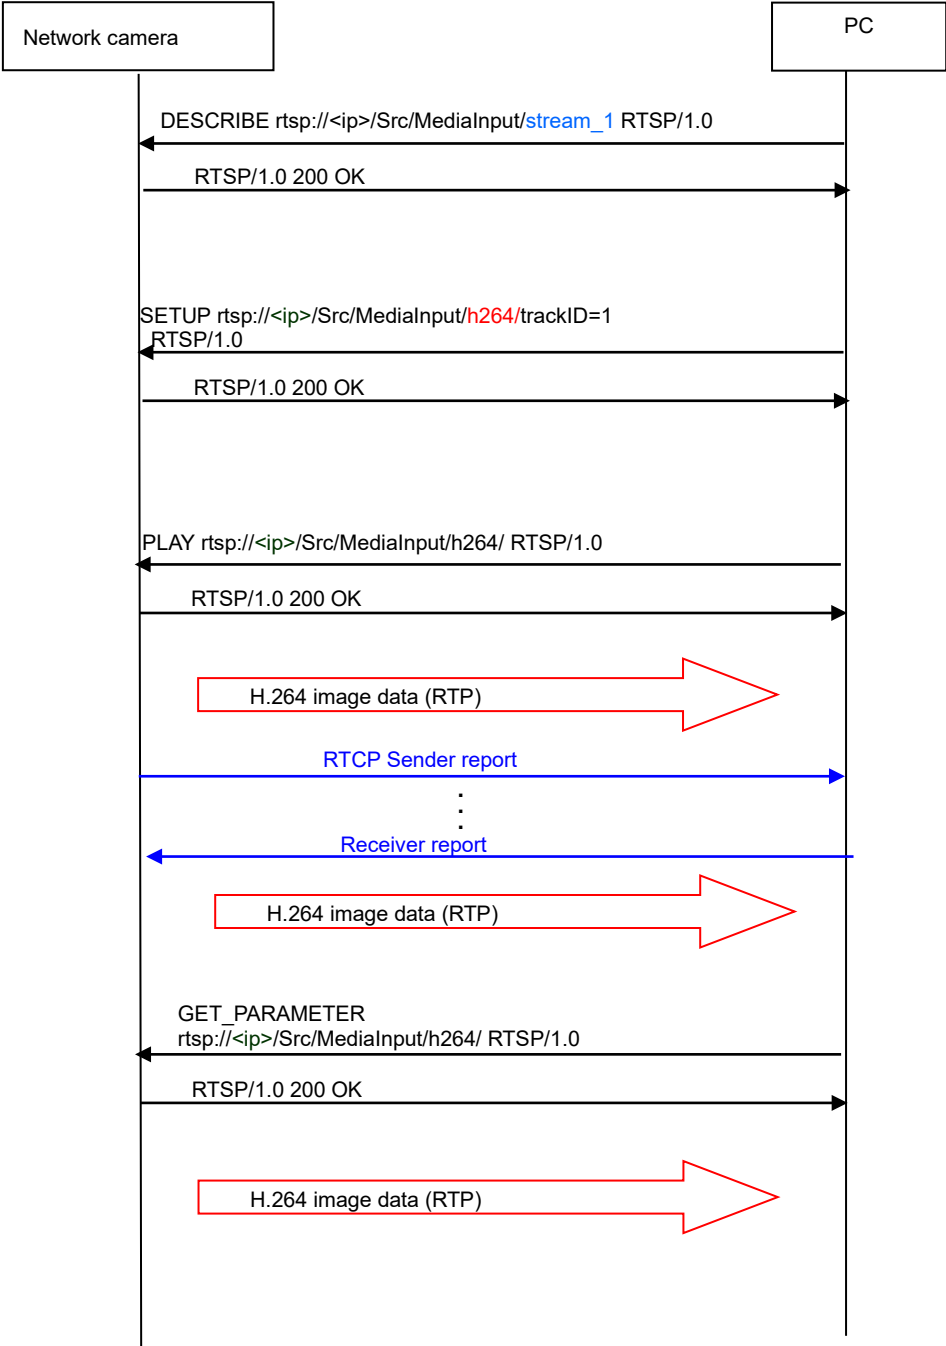 Network camera
PC
DESCRIBE rtsp://<ip>/Src/MediaInput/stream_1 RTSP/1.0
RTSP/1.0 200 OK
SETUP rtsp://<ip>/Src/MediaInput/h264/trackID=1
RTSP/1.0
RTSP/1.0 200 OK
PLAY rtsp://<ip>/Src/MediaInput/h264/ RTSP/1.0
RTSP/1.0 200 OK
H.264 image data (RTP)
RTCP Sender report
Receiver report
H.264 image data (RTP)
GET_PARAMETER
rtsp://<ip>/Src/MediaInput/h264/ RTSP/1.0
RTSP/1.0 200 OK
H.264 image data (RTP)